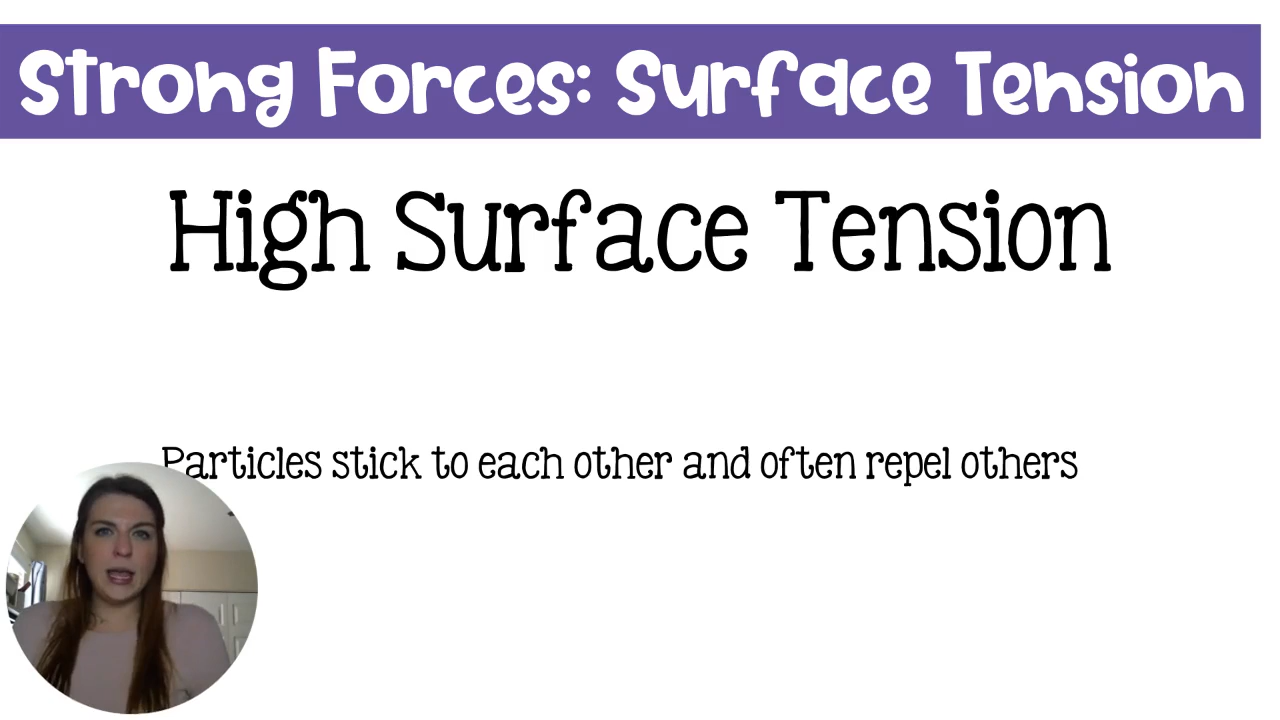 Strong Forces: Surface Tension
High Surface Tension
Particles stick to each other and often repel others